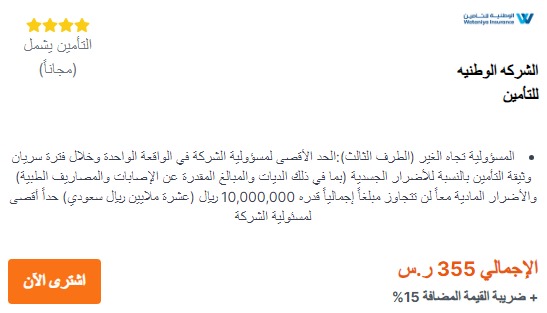 الوطنية للتأمين
Wataniya Insurance
التأمين يشمل
(مجاناً)
الشركه الوطنيه
للتأمين
• المسؤولية تجاه الغير (الطرف الثالث):الحد الأقصى لمسؤولية الشركة في الواقعة الواحدة وخلال فترة سريان
وثيقة التأمين بالنسبة للأضرار الجسدية (بما في ذلك الديات والمبالغ المقدرة عن الإصابات والمصاريف الطبية)
والأضرار المادية معاً لن تتجاوز مبلغاً إجمالياً قدره 10,000,000 ريال (عشرة ملايين ريال سعودي) حداً أقصى
لمسئولية الشركة
الإجمالي 355 ر.س
+ ضريبة القيمة المضافة 15%
اشترى الآن